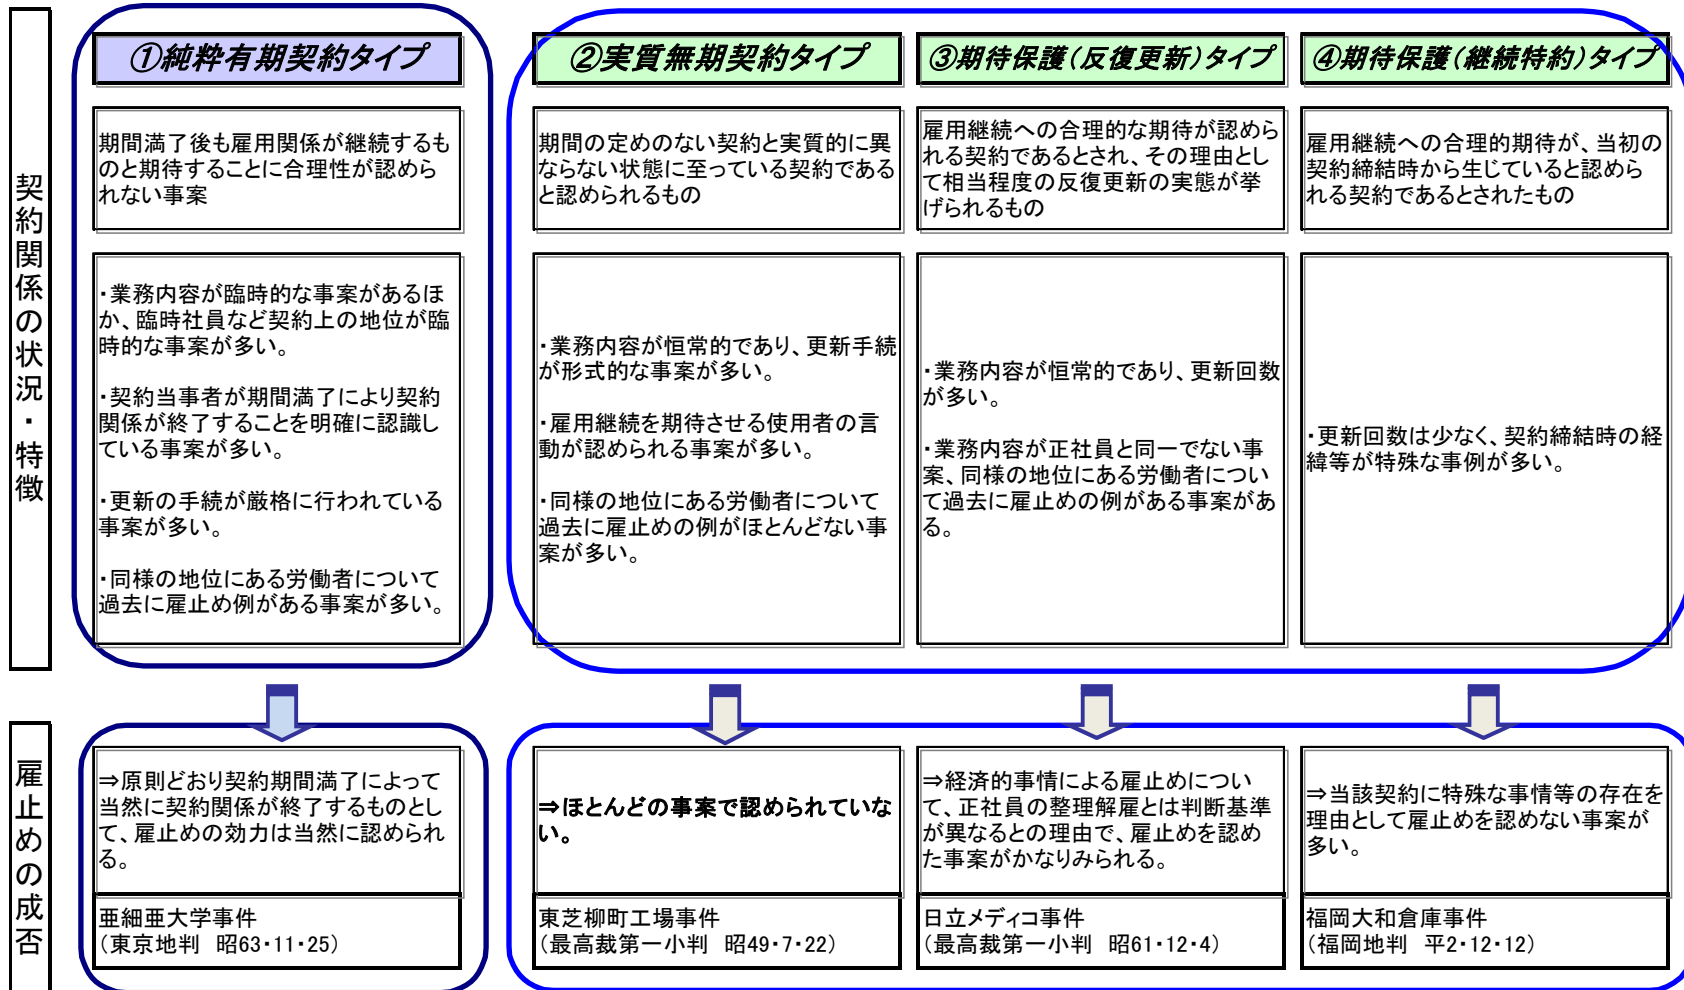 契約関係の状況・特徴
①純粋有期契約タイプ
期間満了後も雇用関係が継続するも
のと期待することに合理性が認めら
れない事案
・業務内容が臨時的な事案があるほ
か、臨時社員など契約上の地位が臨
時的な事案が多い。
・契約当事者が期間満了により契約
関係が終了することを明確に認識し
ている事案が多い。
・更新の手続が厳格に行われている
事案が多い。
・同様の地位にある労働者について
過去に雇止め例がある事案が多い。
②実質無期契約タイプ
期間の定めのない契約と実質的に異
ならない状態に至っている契約である
と認められるもの
・業務内容が恒常的であり、更新手続
が形式的な事案が多い。
・雇用継続を期待させる使用者の言
動が認められる事案が多い。
・同様の地位にある労働者について
過去に雇止めの例がほとんどない事
案が多い。
③期待保護(反復更新)タイプ
雇用継続への合理的な期待が認めら
れる契約であるとされ、その理由とし
て相当程度の反復更新の実態が挙
げられるもの
・業務内容が恒常的であり、更新回数
が多い。
・業務内容が正社員と同一でない事
案、同様の地位にある労働者につい
て過去に雇止めの例がある事案があ
る。
④期待保護(継続特約)タイプ
雇用継続への合理的期待が、当初の
契約締結時から生じていると認めら
れる契約であるとされたもの
・更新回数は少なく、契約締結時の経
緯等が特殊な事例が多い。
雇止めの成否
⇒原則どおり契約期間満了によって
当然に契約関係が終了するものとし
て、雇止めの効力は当然に認められ
る。
亜細亜大学事件
(東京地判 昭63・11・25)
⇒ほとんどの事案で認められていな
い。
東芝柳町工場事件
(最高裁第一小判 昭49・7・22)
⇒経済的事情による雇止めについ
て、正社員の整理解雇とは判断基準
が異なるとの理由で、雇止めを認め
た事案がかなりみられる。
日立メディコ事件
(最高裁第一小判 昭61・12・4)
⇒当該契約に特殊な事情等の存在を
理由として雇止めを認めない事案が
多い。
福岡大和倉庫事件
(福岡地判 平2・12・12)